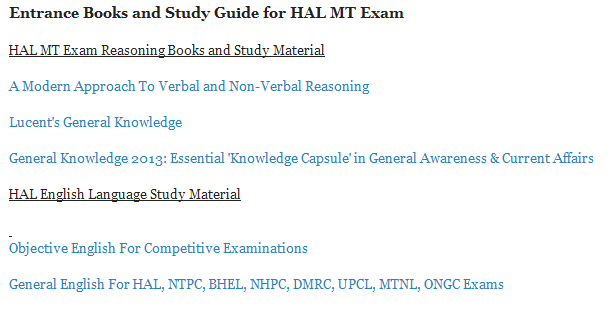 Entrance Books and Study Guide for HAL MT Exam
HAL MT Exam Reasoning Books and Study Material
A Modern Approach To Verbal and Non-Verbal Reasoning
Lucent's General Knowledge
General Knowledge 2013: Essential 'Knowledge Capsule' in General Awareness & Current Affairs
HAL English Language Study Material
Objective English For Competitive Examinations
General English For HAL, NTPC, BHEL, NHPC, DMRC, UPCL, MTNL, ONGC Exams